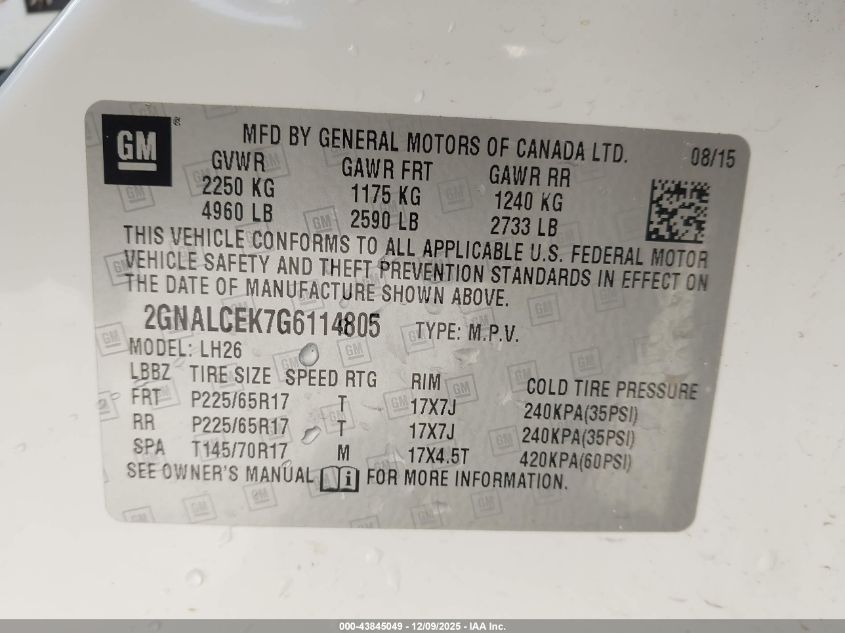 GM
MFD BY GENERAL MOTORS OF CANADA LTD. 08/15
GVWR GAWR FRT GAWR RR
2250 KG 1175 KG 1240 KG
4960 LB 2590 LB 2733 LB
THIS VEHICLE CONFORMS TO ALL APPLICABLE U.S. FEDERAL MOTOR
VEHICLE SAFETY AND THEFT PREVENTION STANDARDS IN EFFECT ON
THE DATE OF MANUFACTURE SHOWN ABOVE.
2GNALCEK7G6114805 TYPE: M.P.V.
MODEL: LH26
LBBZ TIRE SIZE SPEED RTG RIM COLD TIRE PRESSURE
FRT P225/65R17 T 17X7J 240KPA(35PSI)
RR P225/65R17 T 17X7J 240KPA(35PSI)
SPA T145/70R17 M 17X4.5T 420KPA(60PSI)
SEE OWNER'S MANUAL i FOR MORE INFORMATION.
000-43845049 - 12/09/2025 - IAA Inc.